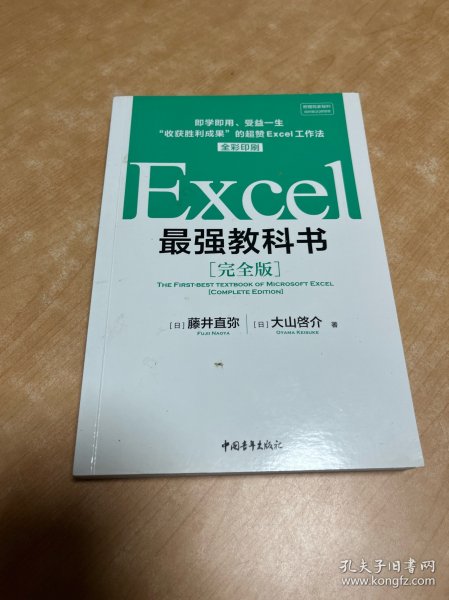 即学即用、受益一生
“收获胜利成果”的超赞Excel工作法
全彩印刷
Excel
最强教科书
[完全版]
THE FIRST-BEST TEXTBOOK OF MICROSOFT EXCEL
[COMPLETE EDITION]
[日] 藤井直弥 [日] 大山啓介 著
FUJII NAOYA OYAMA KEISUKE
中国青年出版社
孔夫子旧书网
www.kongfz.com